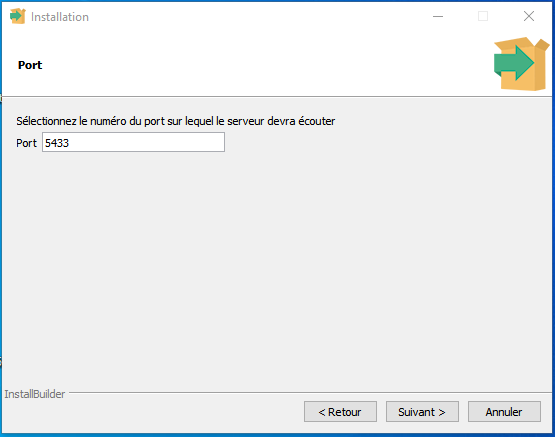 Installation
Port
Sélectionnez le numéro du port sur lequel le serveur devra écouter
Port 5433
InstallBuilder
< Retour
Suivant >
Annuler